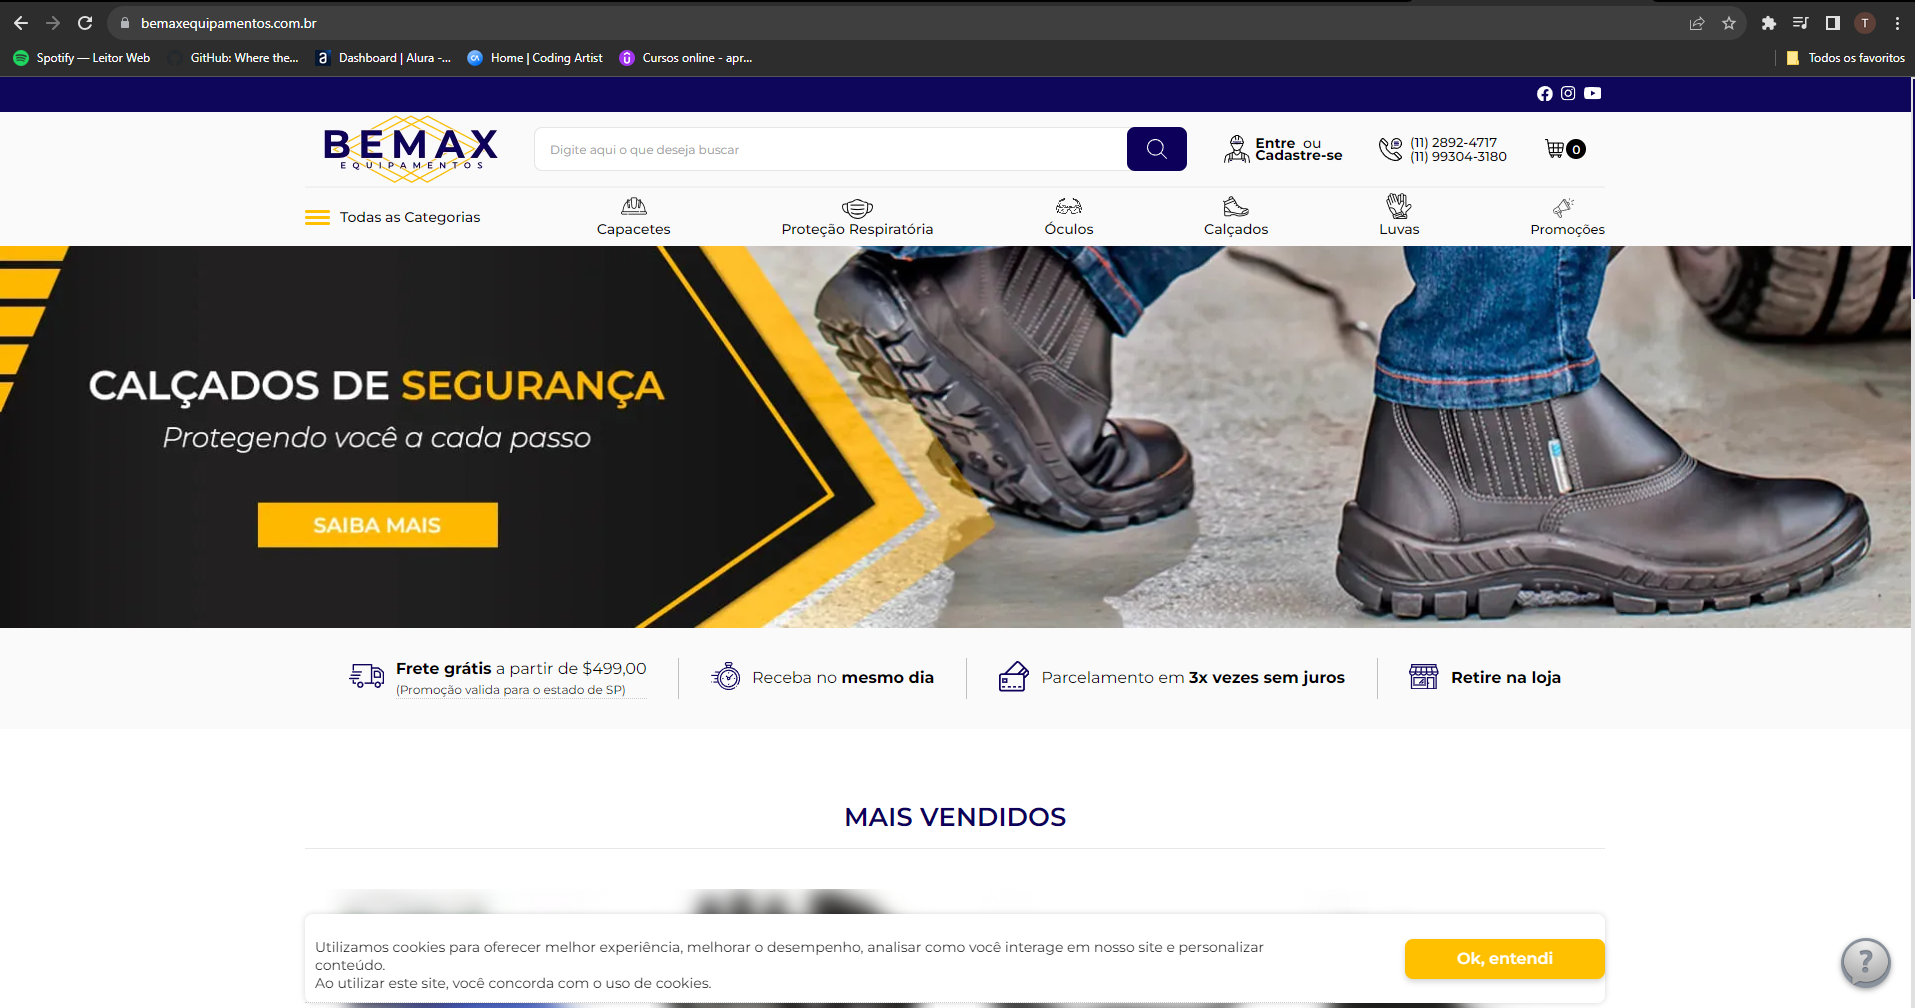 bemaxequipamentos.com.br
T
Spotify — Leitor Web
GitHub: Where the...
Dashboard | Alura -...
Home | Coding Artist
Cursos online - apr...
Todos os favoritos
BEMAX
EQUIPAMENTOS
Digite aqui o que deseja buscar
Entre ou
Cadastre-se
(11) 2892-4717
(11) 99304-3180
0
Todas as Categorias
Capacetes
Proteção Respiratória
Óculos
Calçados
Luvas
Promoções
CALÇADOS DE SEGURANÇA
Protegendo você a cada passo
SAIBA MAIS
Frete grátis a partir de $499,00
(Promoção valida para o estado de SP)
Receba no mesmo dia
Parcelamento em 3x vezes sem juros
Retire na loja
MAIS VENDIDOS
Utilizamos cookies para oferecer melhor experiência, melhorar o desempenho, analisar como você interage em nosso site e personalizar
conteúdo.
Ao utilizar este site, você concorda com o uso de cookies.
Ok, entendi
?